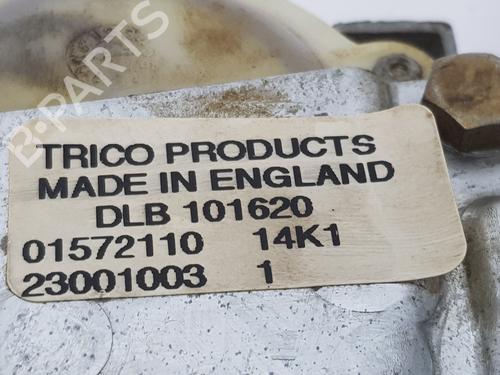 B-PARTS
TRICO PRODUCTS
MADE IN ENGLAND
DLB 101620
01572110 14K1
23001003 1